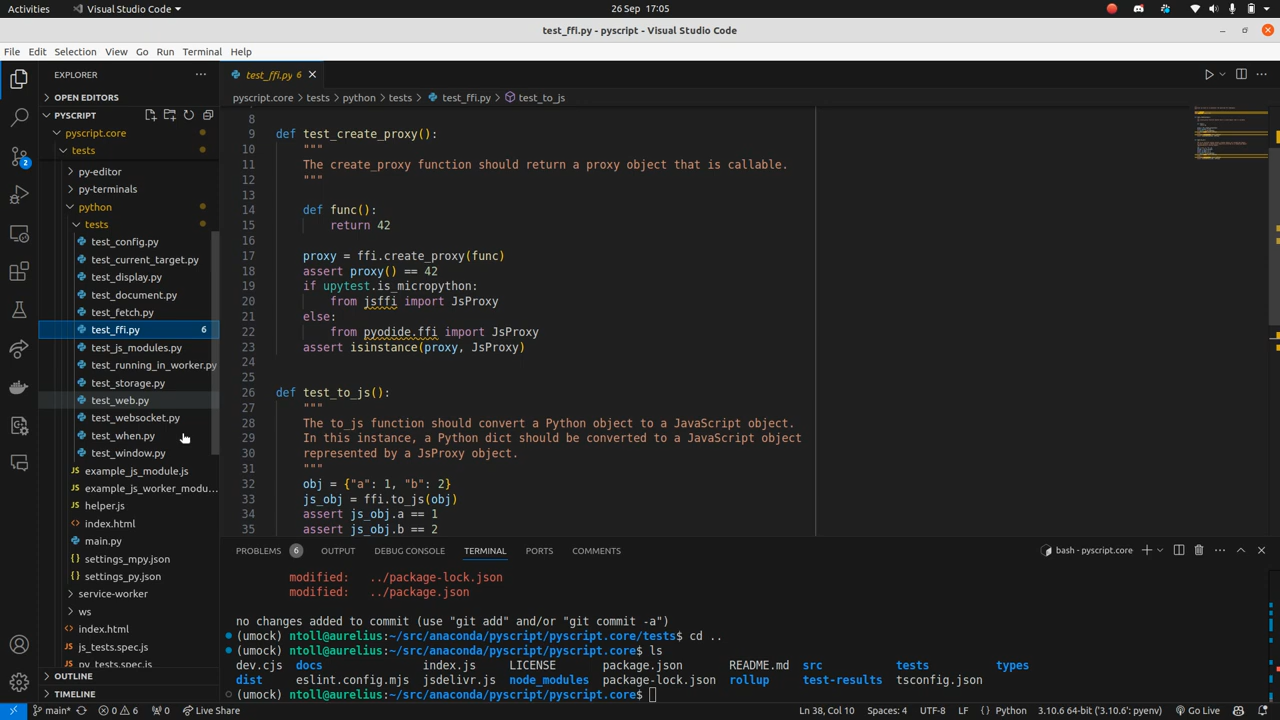 Activities Visual Studio Code 26 Sep 17:05
test_ffi.py - pyscript - Visual Studio Code
File Edit Selection View Go Run Terminal Help
EXPLORER
OPEN EDITORS
PYSCRIPT
pyscript.core
tests
py-editor
py-terminals
python
tests
test_config.py
test_current_target.py
test_display.py
test_document.py
test_fetch.py
test_ffi.py 6
test_js_modules.py
test_running_in_worker.py
test_storage.py
test_web.py
test_websocket.py
test_when.py
test_window.py
JS example_js_module.js
JS example_js_worker_modu...
JS helper.js
<> index.html
main.py
{} settings_mpy.json
{} settings_py.json
service-worker
ws
<> index.html
JS js_tests.spec.js
JS py_tests.spec.js
OUTLINE
TIMELINE
2
test_ffi.py 6
pyscript.core > tests > python > tests > test_ffi.py > test_to_js
8
9 def test_create_proxy():
10 """
11 The create_proxy function should return a proxy object that is callable.
12 """
13
14 def func():
15 return 42
16
17 proxy = ffi.create_proxy(func)
18 assert proxy() == 42
19 if upytest.is_micropython:
20 from jsffi import JsProxy
21 else:
22 from pyodide.ffi import JsProxy
23 assert isinstance(proxy, JsProxy)
24
25
26 def test_to_js():
27 """
28 The to_js function should convert a Python object to a JavaScript object.
29 In this instance, a Python dict should be converted to a JavaScript object
30 represented by a JsProxy object.
31 """
32 obj = {"a": 1, "b": 2}
33 js_obj = ffi.to_js(obj)
34 assert js_obj.a == 1
35 assert js_obj.b == 2
PROBLEMS 6 OUTPUT DEBUG CONSOLE TERMINAL PORTS COMMENTS bash - pyscript.core
modified: ../package-lock.json
modified: ../package.json
no changes added to commit (use "git add" and/or "git commit -a")
(umock) ntoll@aurelius:~/src/anaconda/pyscript/pyscript.core/tests$ cd ..
(umock) ntoll@aurelius:~/src/anaconda/pyscript/pyscript.core$ ls
dev.cjs docs index.js LICENSE package.json README.md src tests types
dist eslint.config.mjs jsdelivr.js node_modules package-lock.json rollup test-results tsconfig.json
(umock) ntoll@aurelius:~/src/anaconda/pyscript/pyscript.core$
main* 0 6 0 Live Share Ln 38, Col 10 Spaces: 4 UTF-8 LF Python 3.10.6 64-bit ('3.10.6': pyenv) Go Live